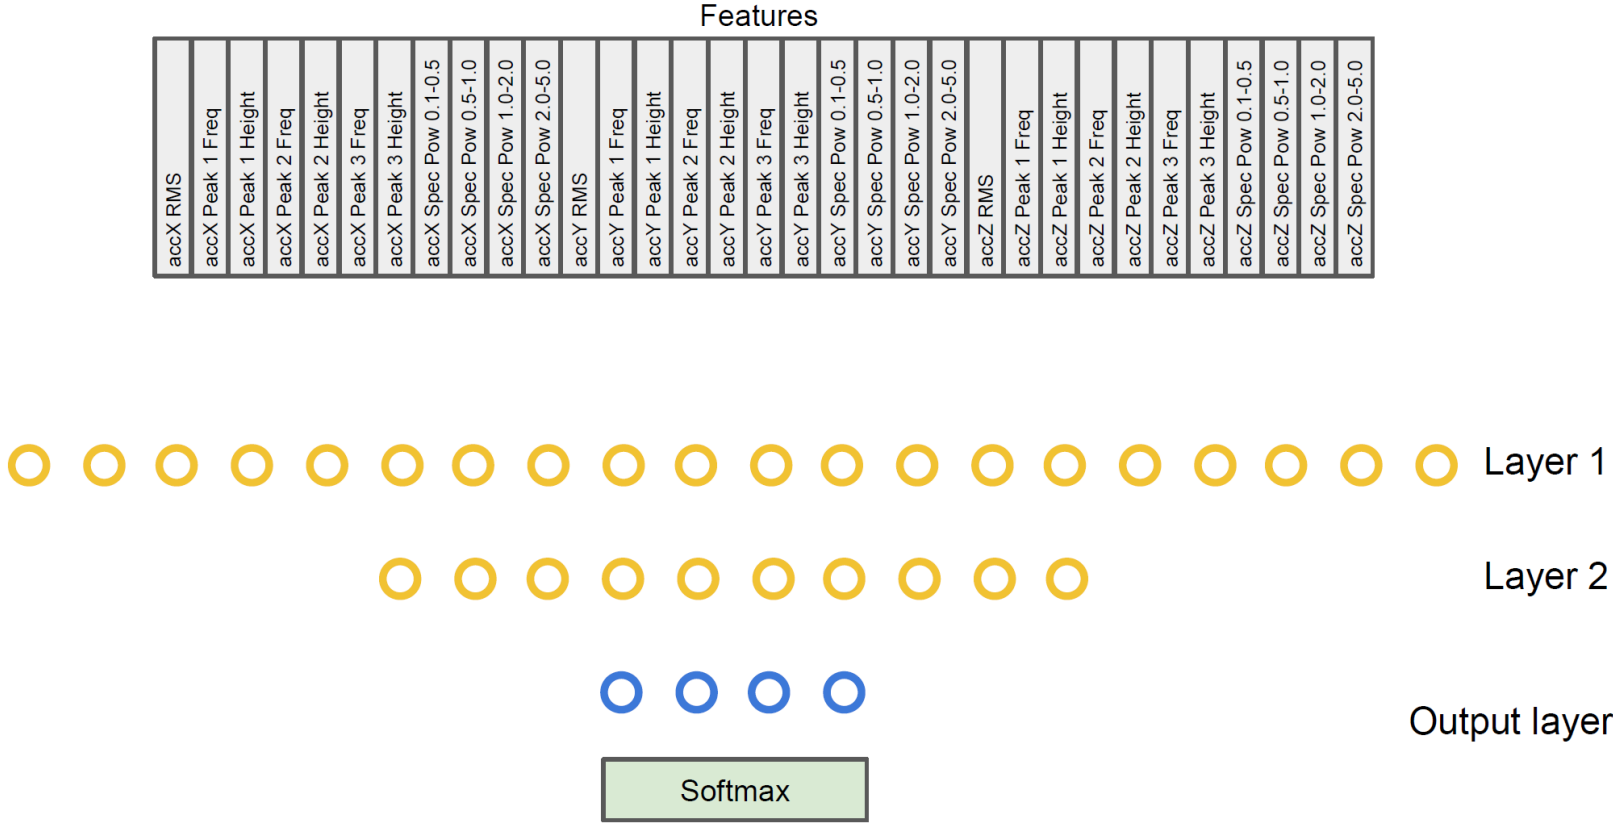 Features
accX RMS
accX Peak 1 Freq
accX Peak 1 Height
accX Peak 2 Freq
accX Peak 2 Height
accX Peak 3 Freq
accX Peak 3 Height
accX Spec Pow 0.1-0.5
accX Spec Pow 0.5-1.0
accX Spec Pow 1.0-2.0
accX Spec Pow 2.0-5.0
accY RMS
accY Peak 1 Freq
accY Peak 1 Height
accY Peak 2 Freq
accY Peak 2 Height
accY Peak 3 Freq
accY Peak 3 Height
accY Spec Pow 0.1-0.5
accY Spec Pow 0.5-1.0
accY Spec Pow 1.0-2.0
accY Spec Pow 2.0-5.0
accZ RMS
accZ Peak 1 Freq
accZ Peak 1 Height
accZ Peak 2 Freq
accZ Peak 2 Height
accZ Peak 3 Freq
accZ Peak 3 Height
accZ Spec Pow 0.1-0.5
accZ Spec Pow 0.5-1.0
accZ Spec Pow 1.0-2.0
accZ Spec Pow 2.0-5.0
Layer 1
Layer 2
Output layer
Softmax